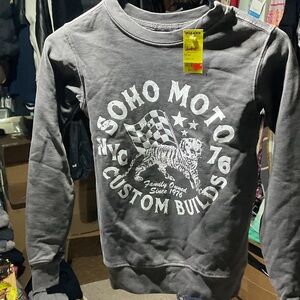 SOHO MOTO
NYC
76
Family Owned
Since 1976
CUSTOM BUILDS